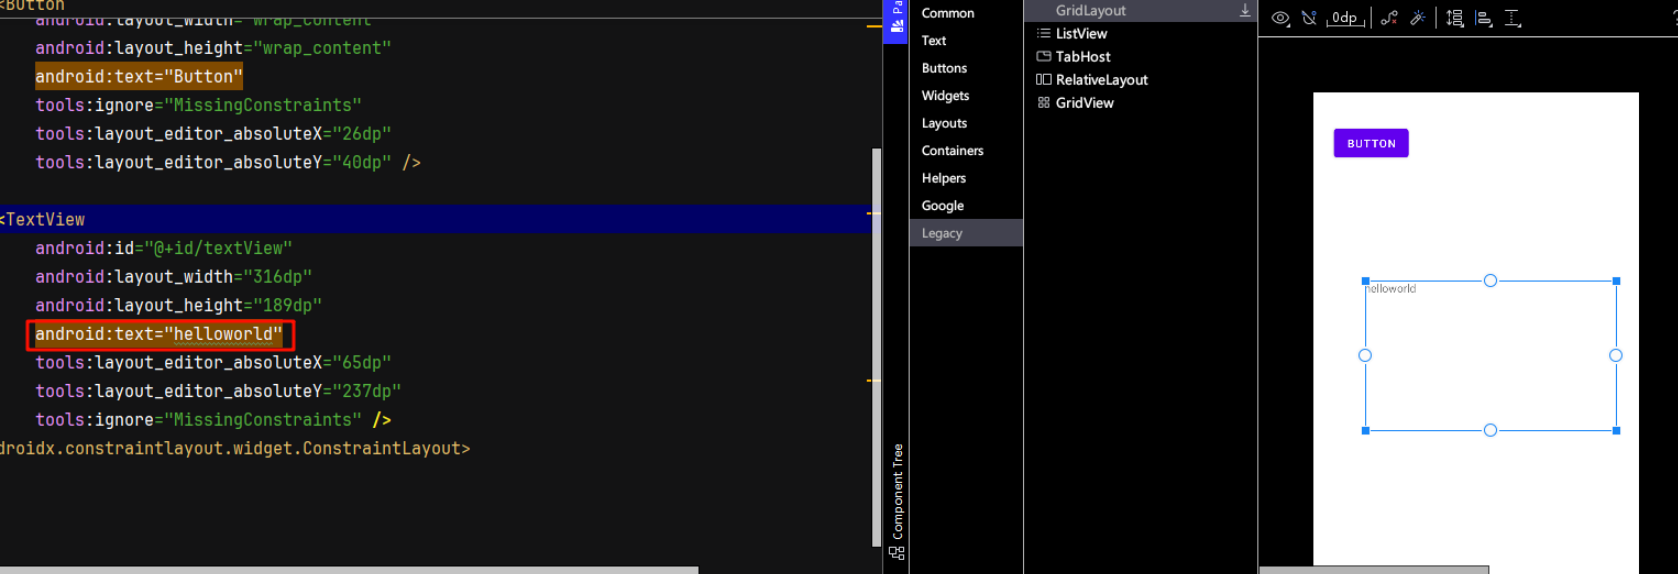 <Button
android:layout_width="wrap_content"
android:layout_height="wrap_content"
android:text="Button"
tools:ignore="MissingConstraints"
tools:layout_editor_absoluteX="26dp"
tools:layout_editor_absoluteY="40dp" />
<TextView
android:id="@+id/textView"
android:layout_width="316dp"
android:layout_height="189dp"
android:text="helloworld"
tools:layout_editor_absoluteX="65dp"
tools:layout_editor_absoluteY="237dp"
tools:ignore="MissingConstraints" />
droidx.constraintlayout.widget.ConstraintLayout>
Pa
Component Tree
Common
Text
Buttons
Widgets
Layouts
Containers
Helpers
Google
Legacy
GridLayout
ListView
TabHost
RelativeLayout
GridView
0dp
BUTTON
helloworld